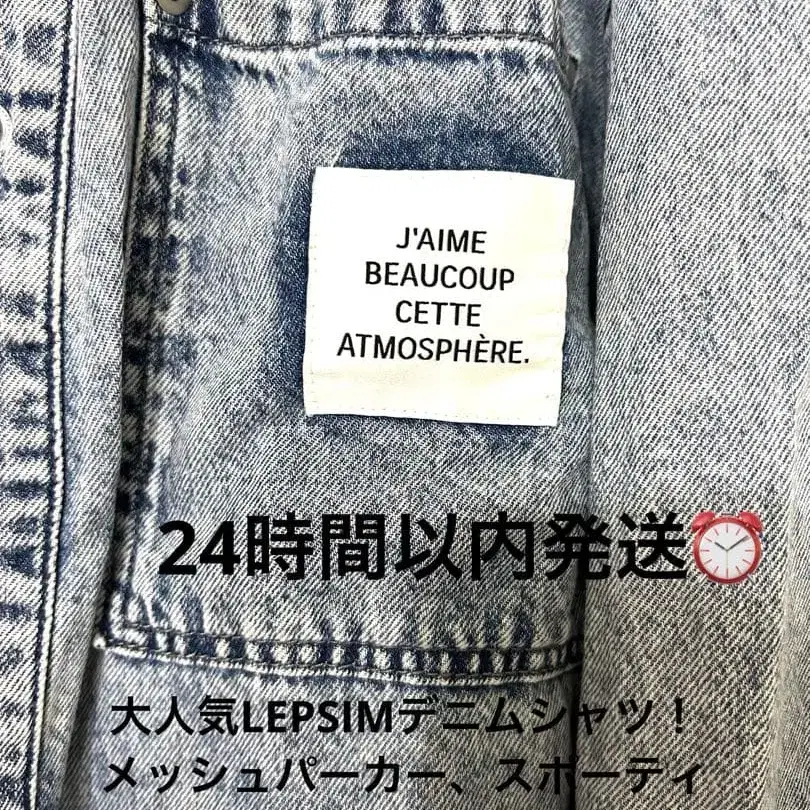 J'AIME
BEAUCOUP
CETTE
ATMOSPHÈRE.
24時間以内発送⏰
大人気LEPSIMデニムシャツ！
メッシュパーカー、スポーティ